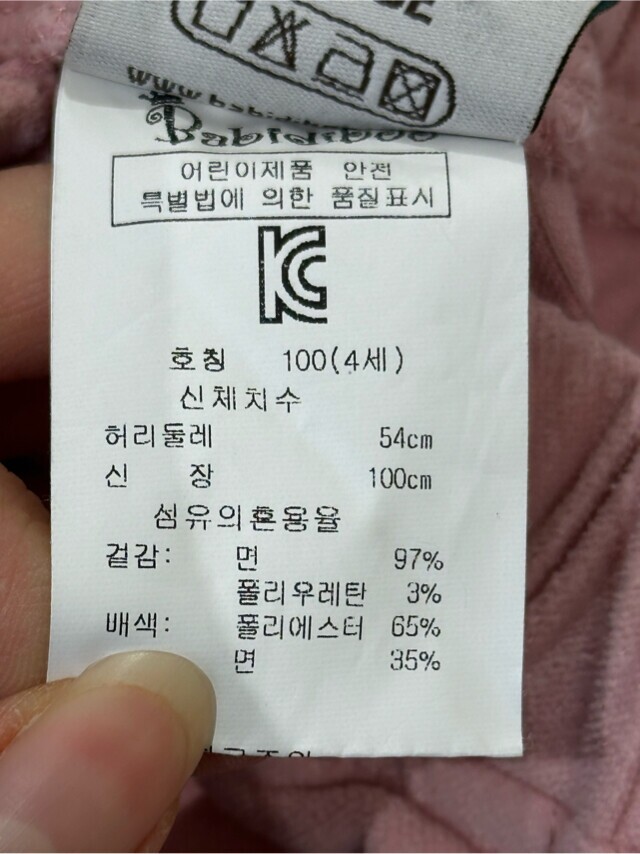 Babidiboo
어린이제품 안전
특별법에 의한 품질표시
KC
호칭 100(4세)
신체치수
허리둘레 54cm
신 장 100cm
섬유의혼용율
겉감: 면 97%
폴리우레탄 3%
배색: 폴리에스터 65%
면 35%